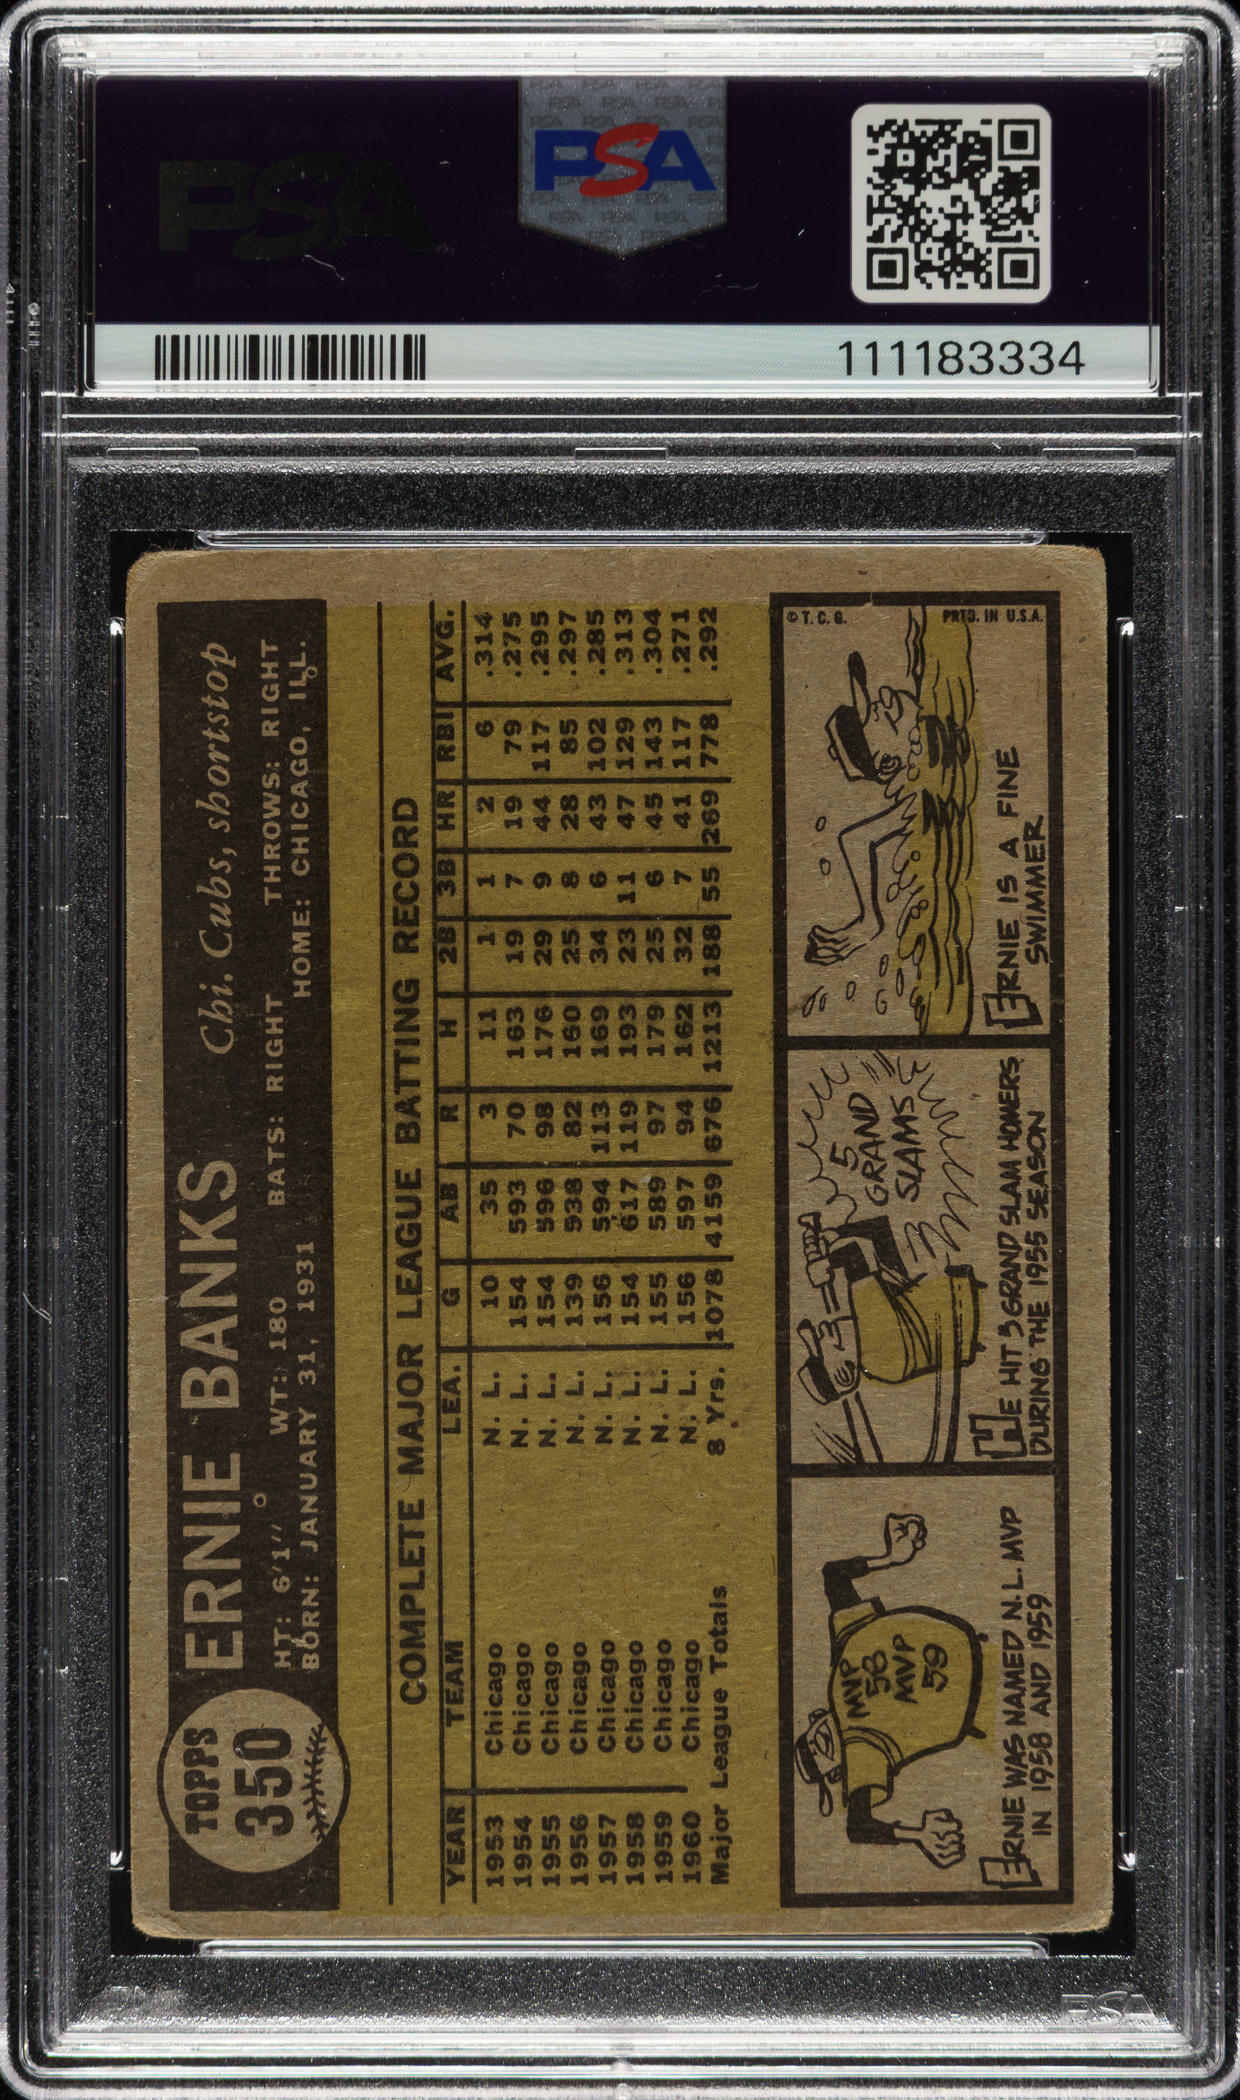 PSA
PSA
111183334
TOPPS
350
ERNIE BANKS Chi. Cubs, shortstop
HT: 6'1" WT: 180 BATS: RIGHT THROWS: RIGHT
BORN: JANUARY 31, 1931 HOME: CHICAGO, ILL.
COMPLETE MAJOR LEAGUE BATTING RECORD
YEAR TEAM LEA. G AB R H 2B 3B HR RBI AVG.
1953 Chicago N. L. 10 35 3 11 1 1 2 6 .314
1954 Chicago N. L. 154 593 70 163 19 7 19 79 .275
1955 Chicago N. L. 154 596 98 176 29 9 44 117 .295
1956 Chicago N. L. 139 538 82 160 25 8 28 85 .297
1957 Chicago N. L. 156 594 113 169 34 6 43 102 .285
1958 Chicago N. L. 154 617 119 193 23 11 47 129 .313
1959 Chicago N. L. 155 589 97 179 25 6 45 143 .304
1960 Chicago N. L. 156 597 94 162 32 7 41 117 .271
Major League Totals 8 Yrs. 1078 4159 676 1213 188 55 269 778 .292
MVP
58
MVP
59
ERNIE WAS NAMED N.L. MVP
IN 1958 AND 1959
5
GRAND
SLAMS
HE HIT 5 GRAND SLAM HOMERS
DURING THE 1955 SEASON
© T. C. G. PRTD. IN U.S.A.
ERNIE IS A FINE
SWIMMER
PSA